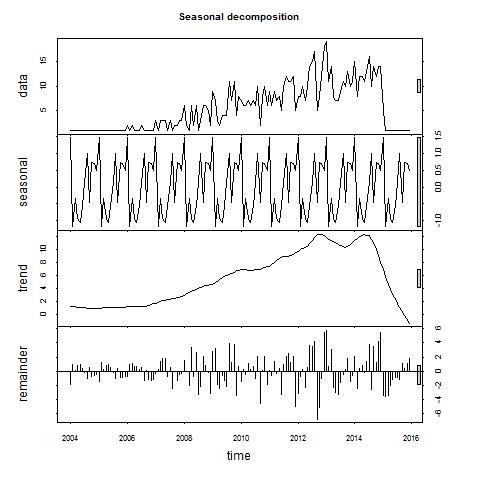 Seasonal decomposition
data
5 10 15
seasonal
-1.0 0.0 0.5 1.0 1.5
trend
0 2 4 6 8 10
remainder
-6 -4 -2 0 2 4 6
2004 2006 2008 2010 2012 2014 2016
time